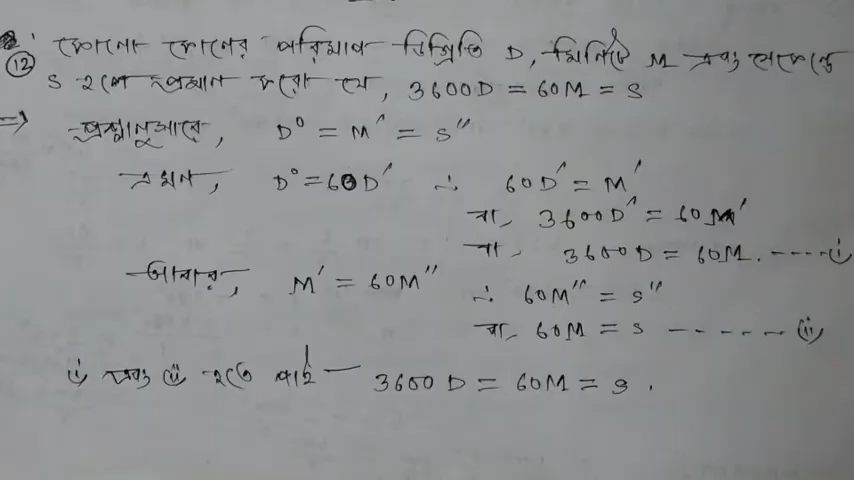 (12) কোনো কোনের পরিমাপ ডিগ্রিতি D, মিনিটে M এবং সেকেন্ডে
S হলে প্রমান করো যে, 3600D = 60M = S
⇒ প্রশ্নানুসারে, D° = M′ = S″
এখন, D° = 60D′ ∴ 60D′ = M′
বা, 3600D′ = 60M′
বা, 3600D = 60M. ----(i)
আবার, M′ = 60M″ ∴ 60M″ = S″
বা, 60M = S ------(ii)
(i) এবং (ii) হতে পাই — 3600D = 60M = S.